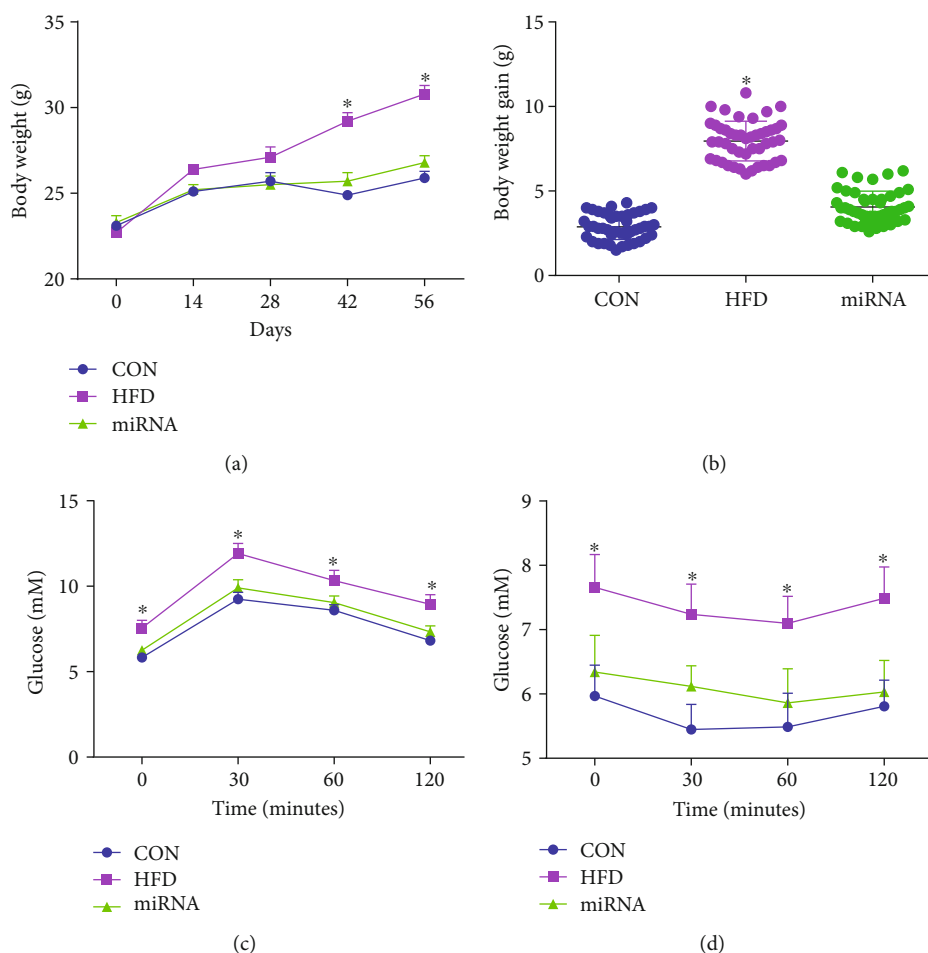 35
30
25
20
Body weight (g)
*
*
0 14 28 42 56
Days
CON
HFD
miRNA
(a)
15
10
5
0
Body weight gain (g)
*
CON HFD miRNA
(b)
15
10
5
0
Glucose (mM)
*
*
*
*
0 30 60 120
Time (minutes)
CON
HFD
miRNA
(c)
9
8
7
6
5
Glucose (mM)
*
*
*
*
0 30 60 120
Time (minutes)
CON
HFD
miRNA
(d)